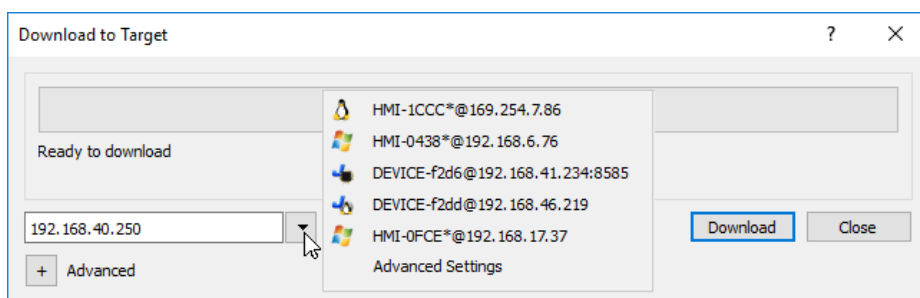 Download to Target
?
HMI-1CCC*@169.254.7.86
HMI-0438*@192.168.6.76
Ready to download
DEVICE-f2d6@192.168.41.234:8585
DEVICE-f2dd@192.168.46.219
192.168.40.250
HMI-0FCE*@192.168.17.37
Download
Close
+ Advanced
Advanced Settings